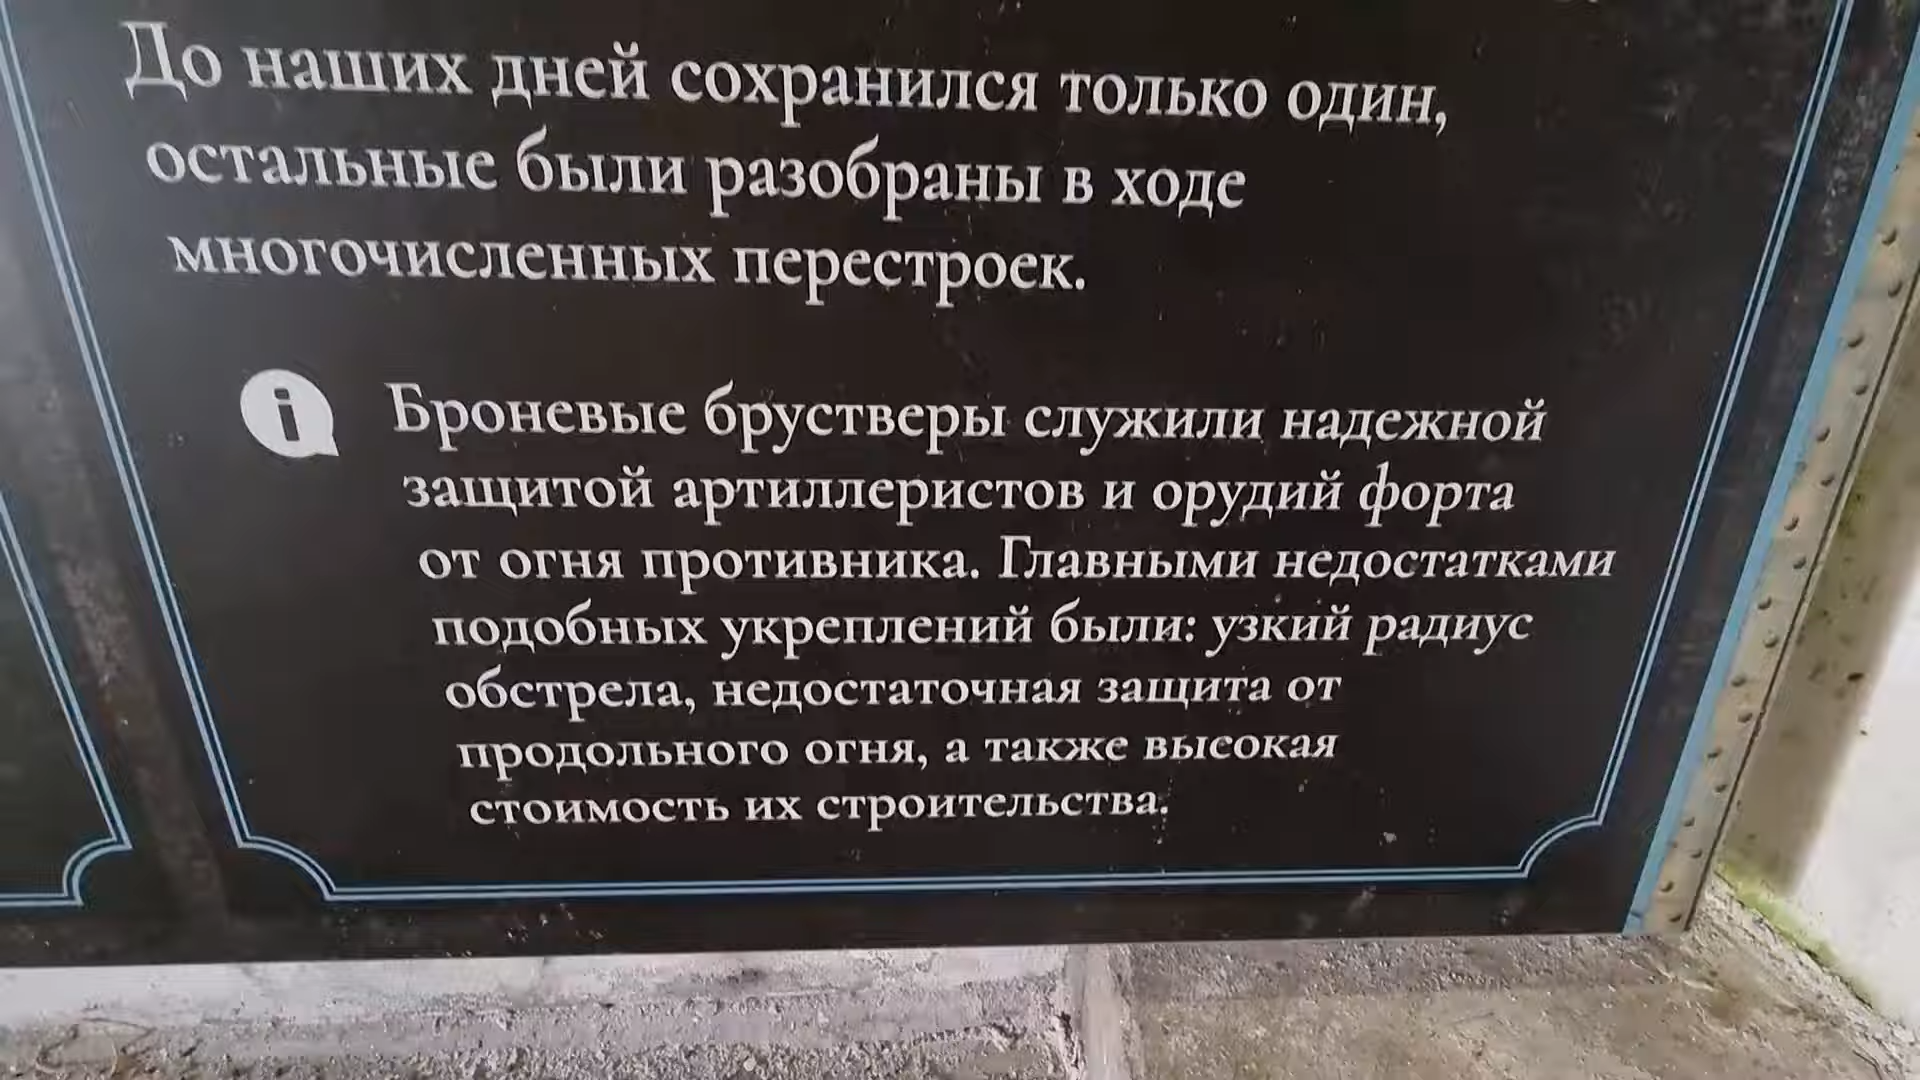 До наших дней сохранился только один,
остальные были разобраны в ходе
многочисленных перестроек.
i
Броневые брустверы служили надежной
защитой артиллеристов и орудий форта
от огня противника. Главными недостатками
подобных укреплений были: узкий радиус
обстрела, недостаточная защита от
продольного огня, а также высокая
стоимость их строительства.